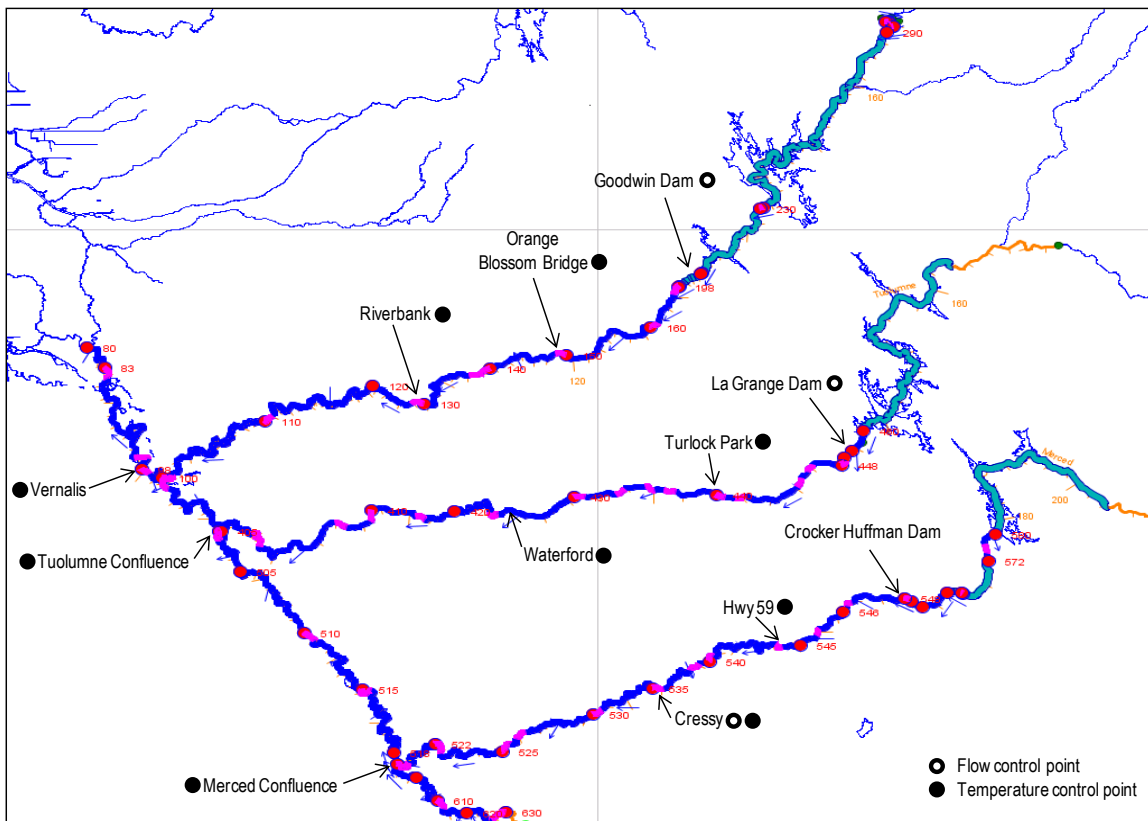 290
160
Goodwin Dam
230
Orange
Blossom Bridge
198
Tuolumne
160
Riverbank
160
80
83
140
120
La Grange Dam
120
130
110
Turlock Park
448
Merced
200
100
Vernalis
180
420
Crocker Huffman Dam
Tuolumne Confluence
Waterford
572
Hwy 59
546
510
545
540
515
535
530
Cressy
522
525
Flow control point
Merced Confluence
Temperature control point
610
630